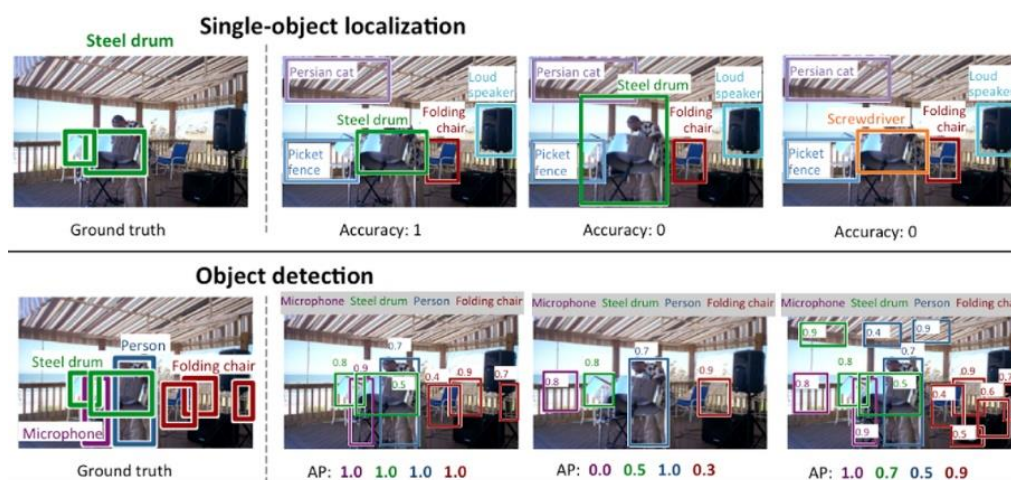 Single-object localization
Steel drum
Ground truth
Persian cat
Loud speaker
Steel drum
Folding chair
Picket fence
Accuracy: 1
Persian cat
Loud speaker
Steel drum
Folding chair
Picket fence
Accuracy: 0
Persian cat
Loud speaker
Screwdriver
Folding chair
Picket fence
Accuracy: 0
Object detection
Person
Steel drum
Folding chair
Microphone
Ground truth
Microphone Steel drum Person Folding chair
0.7
0.8
0.9
0.5
0.4
0.9
0.7
AP: 1.0 1.0 1.0 1.0
Microphone Steel drum Person Folding chair
0.7
0.8
0.8
0.9
AP: 0.0 0.5 1.0 0.3
Microphone Steel drum Person Folding cha
0.9
0.4
0.9
0.7
0.8
0.8
0.9
0.5
0.9
0.7
0.4
0.6
0.9
0.5
AP: 1.0 0.7 0.5 0.9